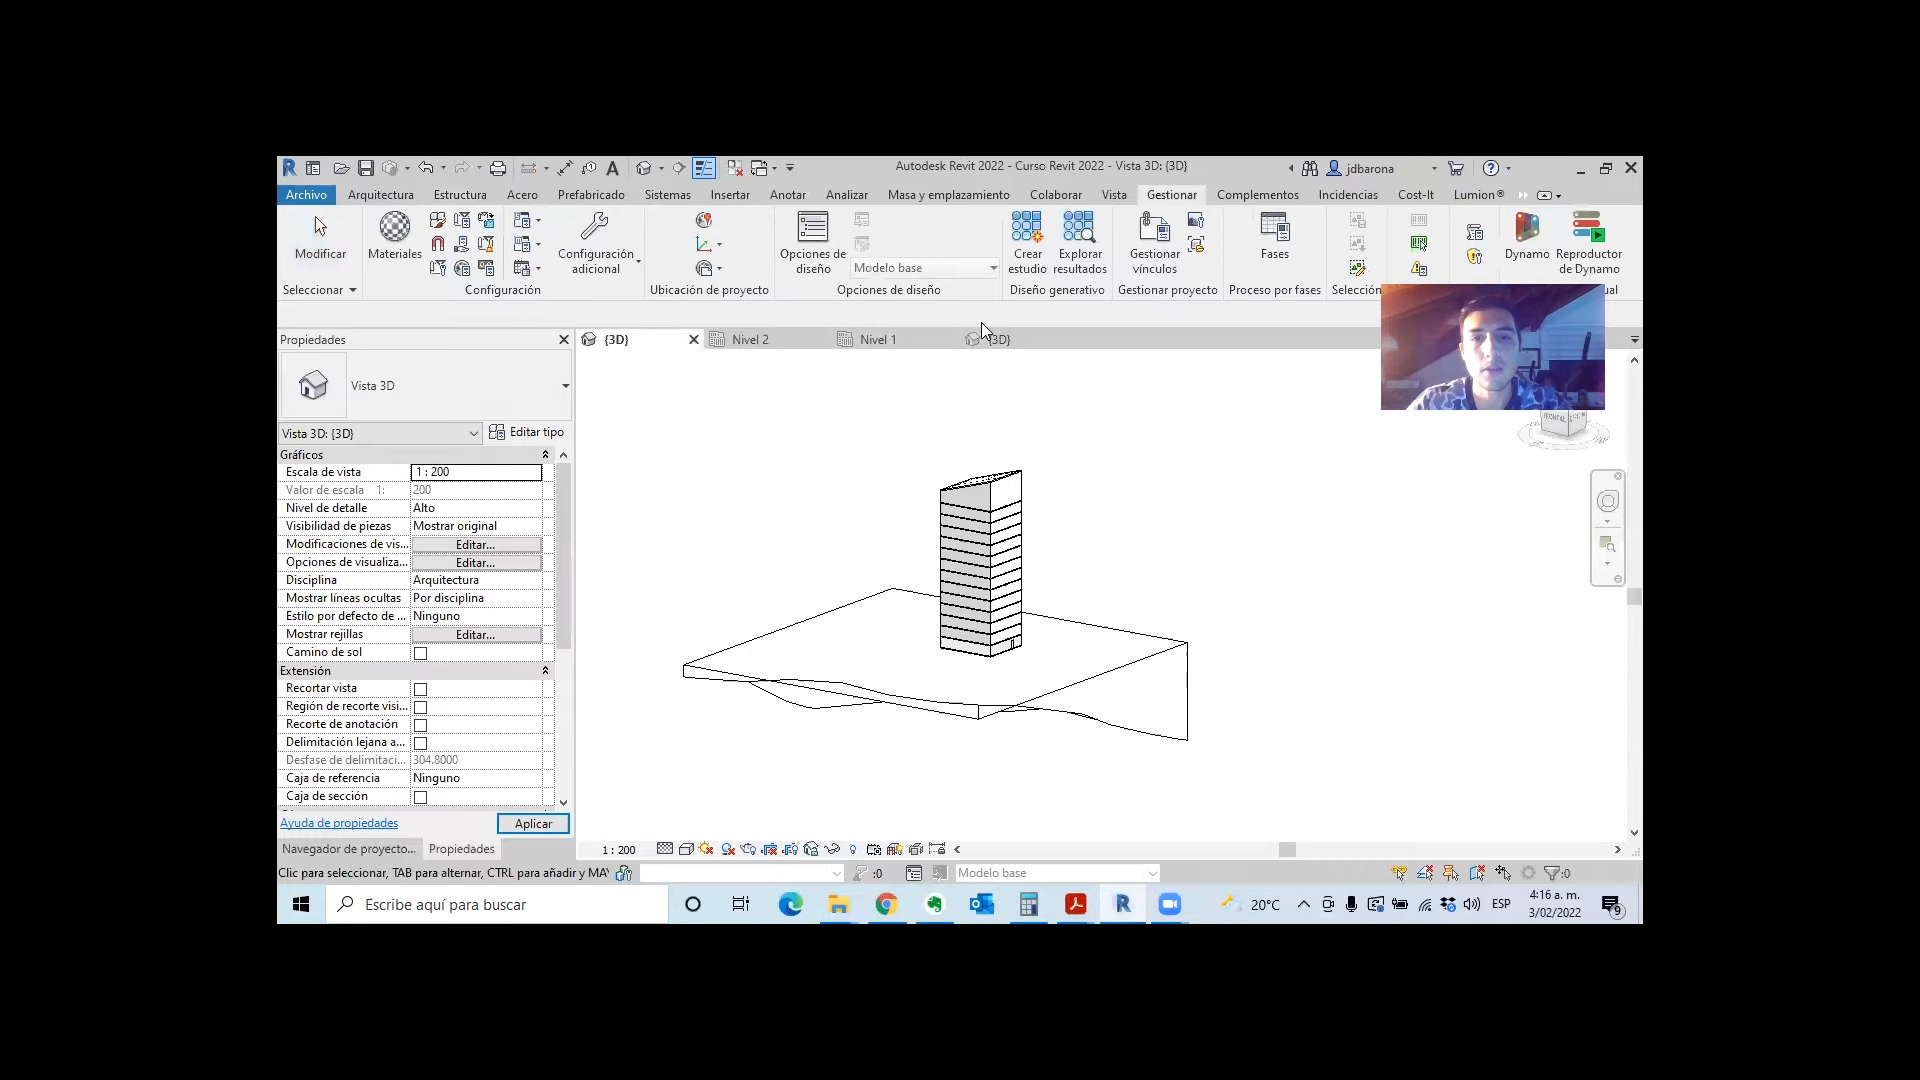 Autodesk Revit 2022 - Curso Revit 2022 - Vista 3D: {3D}
jdbarona
Archivo Arquitectura Estructura Acero Prefabricado Sistemas Insertar Anotar Analizar Masa y emplazamiento Colaborar Vista Gestionar Complementos Incidencias Cost-It Lumion®
Modificar
Materiales
Configuración
adicional
Opciones de
diseño
Modelo base
Crear
estudio
Explorar
resultados
Gestionar
vínculos
Fases
Dynamo
Reproductor
de Dynamo
Seleccionar Configuración Ubicación de proyecto Opciones de diseño Diseño generativo Gestionar proyecto Proceso por fases Selección ual
Propiedades
{3D} Nivel 2 Nivel 1 {3D}
Vista 3D
Vista 3D: {3D} Editar tipo
Gráficos
Escala de vista 1 : 200
Valor de escala 1: 200
Nivel de detalle Alto
Visibilidad de piezas Mostrar original
Modificaciones de vis... Editar...
Opciones de visualiza... Editar...
Disciplina Arquitectura
Mostrar líneas ocultas Por disciplina
Estilo por defecto de ... Ninguno
Mostrar rejillas Editar...
Camino de sol
Extensión
Recortar vista
Región de recorte visi...
Recorte de anotación
Delimitación lejana a...
Desfase de delimitaci... 304.8000
Caja de referencia Ninguno
Caja de sección
Ayuda de propiedades Aplicar
Navegador de proyecto... Propiedades
FRONTAL
1 : 200
Clic para seleccionar, TAB para alternar, CTRL para añadir y MAY
:0
Modelo base
:0
Escribe aquí para buscar
20°C
ESP
4:16 a. m.
3/02/2022
9